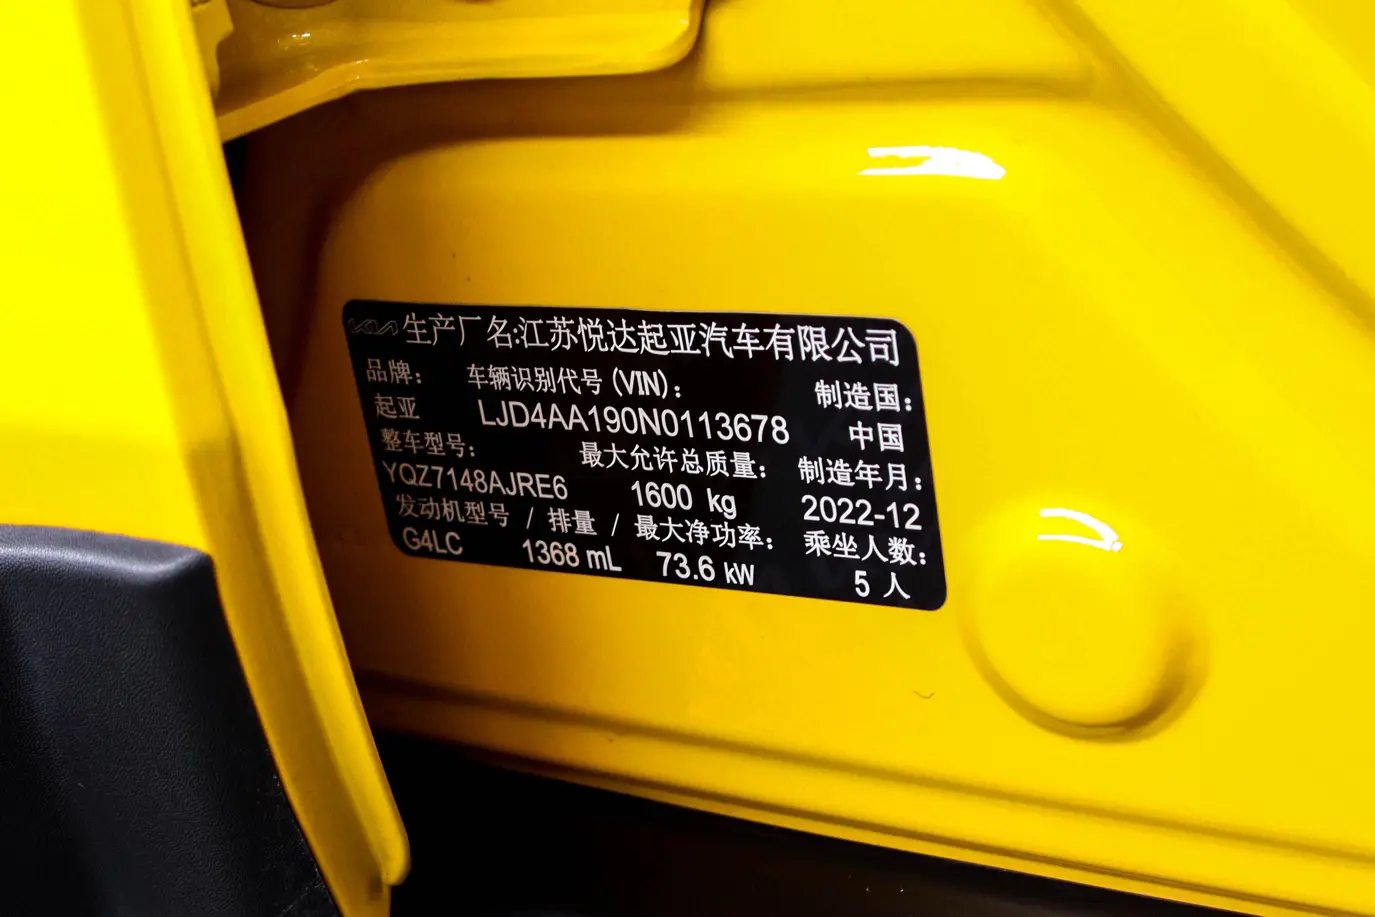 KIA 生产厂名:江苏悦达起亚汽车有限公司
品牌: 车辆识别代号(VIN): 制造国:
起亚 LJD4AA190N0113678 中国
整车型号: 最大允许总质量: 制造年月:
YQZ7148AJRE6 1600 kg 2022-12
发动机型号 / 排量 / 最大净功率: 乘坐人数:
G4LC 1368 mL 73.6 kW 5 人